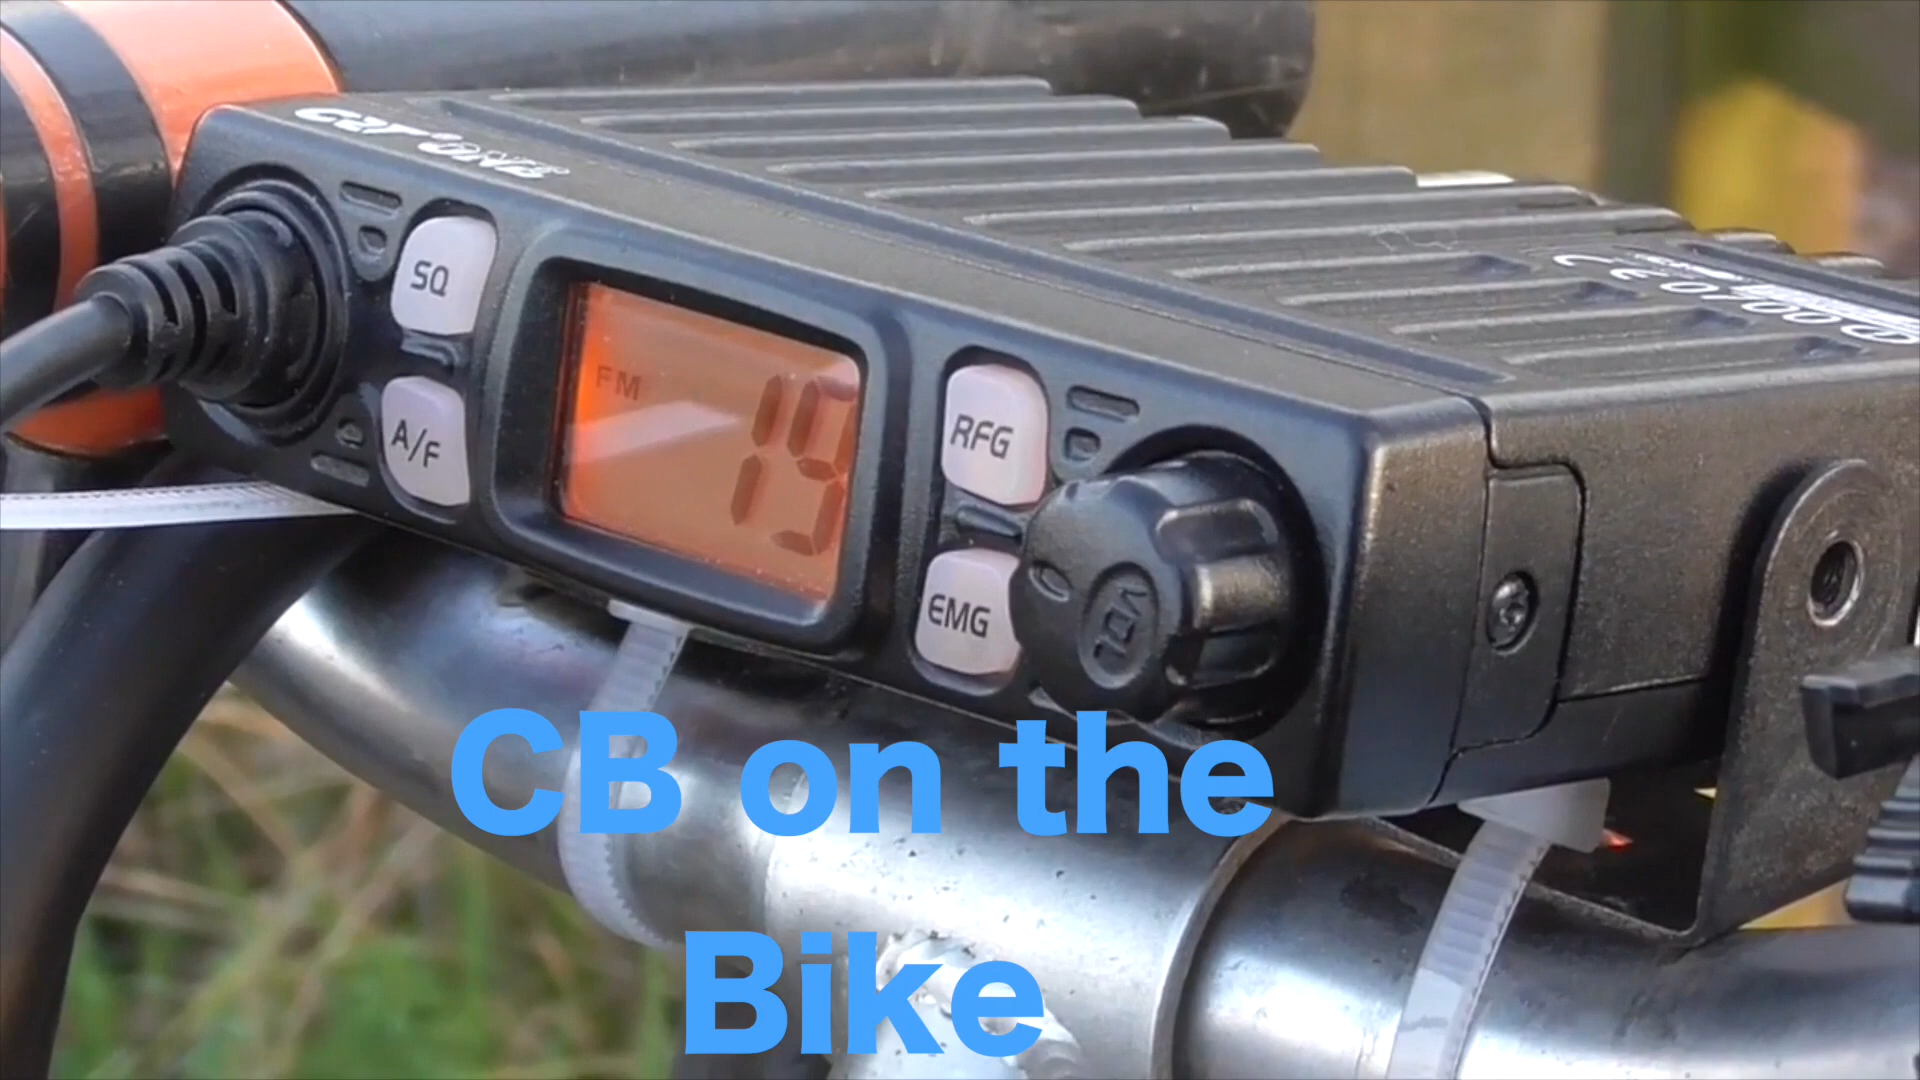 SQ
A/F
FM
19
RFG
EMG
VOL
CB on the
Bike